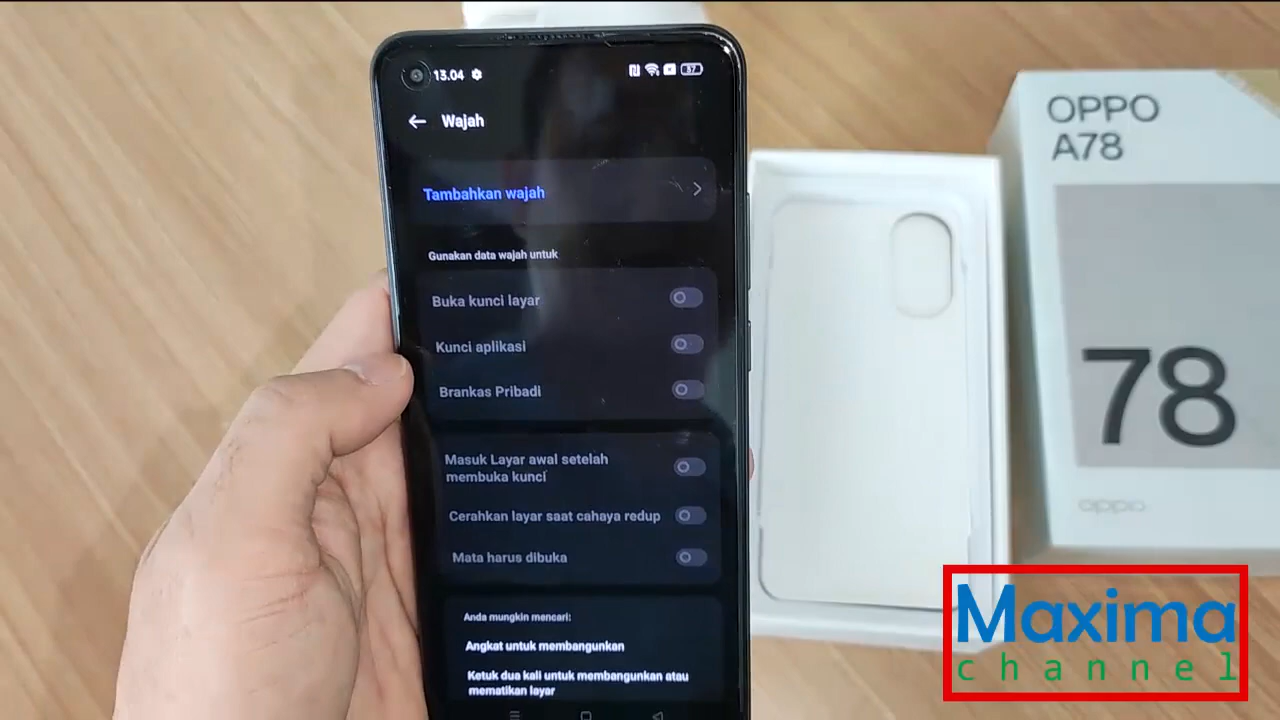 13.04
57
Wajah
Tambahkan wajah
Gunakan data wajah untuk
Buka kunci layar
Kunci aplikasi
Brankas Pribadi
Masuk Layar awal setelah
membuka kunci
Cerahkan layar saat cahaya redup
Mata harus dibuka
Anda mungkin mencari:
Angkat untuk membangunkan
Ketuk dua kali untuk membangunkan atau
mematikan layar
OPPO
A78
78
oppo
Maxima
channel